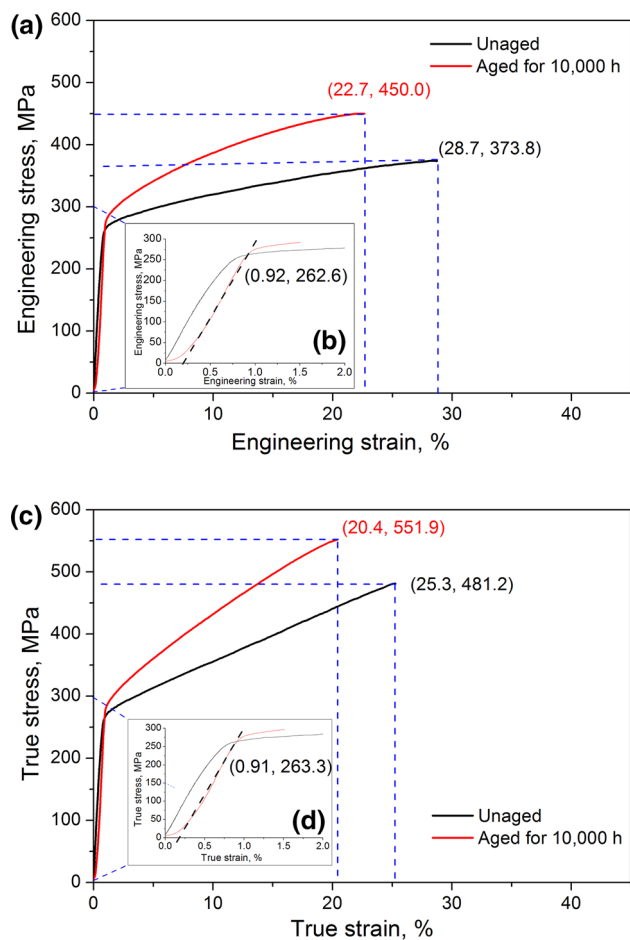 (a)
600
500
400
300
200
100
0
Engineering stress, MPa
Unaged
Aged for 10,000 h
(22.7, 450.0)
(28.7, 373.8)
300
250
200
150
100
50
0
Engineering stress, MPa
(0.92, 262.6)
(b)
0.0 0.5 1.0 1.5 2.0
Engineering strain, %
0 10 20 30 40
Engineering strain, %
(c)
600
500
400
300
200
100
0
True stress, MPa
(20.4, 551.9)
(25.3, 481.2)
300
250
200
150
100
50
0
True stress, MPa
(0.91, 263.3)
(d)
0.0 0.5 1.0 1.5 2.0
True strain, %
Unaged
Aged for 10,000 h
0 10 20 30 40
True strain, %